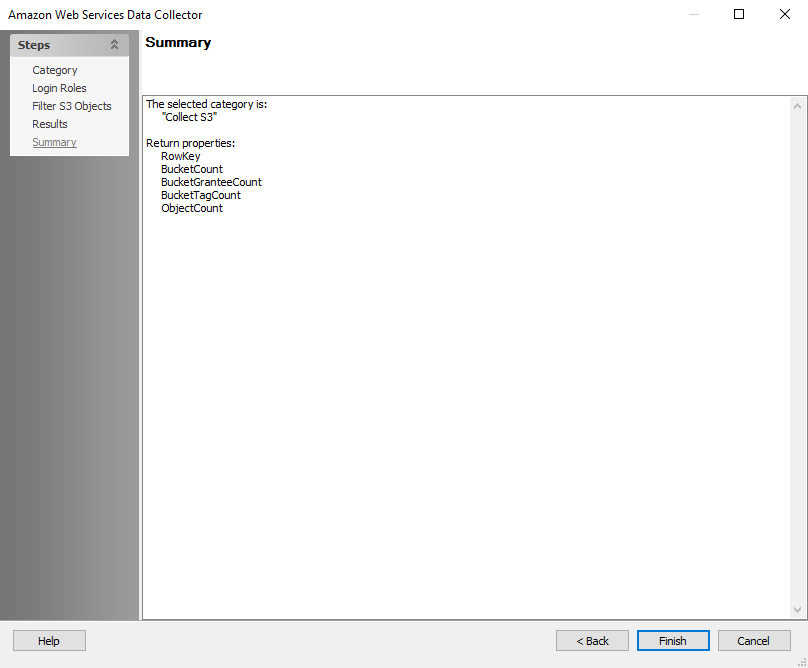 Amazon Web Services Data Collector
Steps
Category
Login Roles
Filter S3 Objects
Results
Summary
Summary
The selected category is:
"Collect S3"
Return properties:
RowKey
BucketCount
BucketGranteeCount
BucketTagCount
ObjectCount
Help
< Back
Finish
Cancel